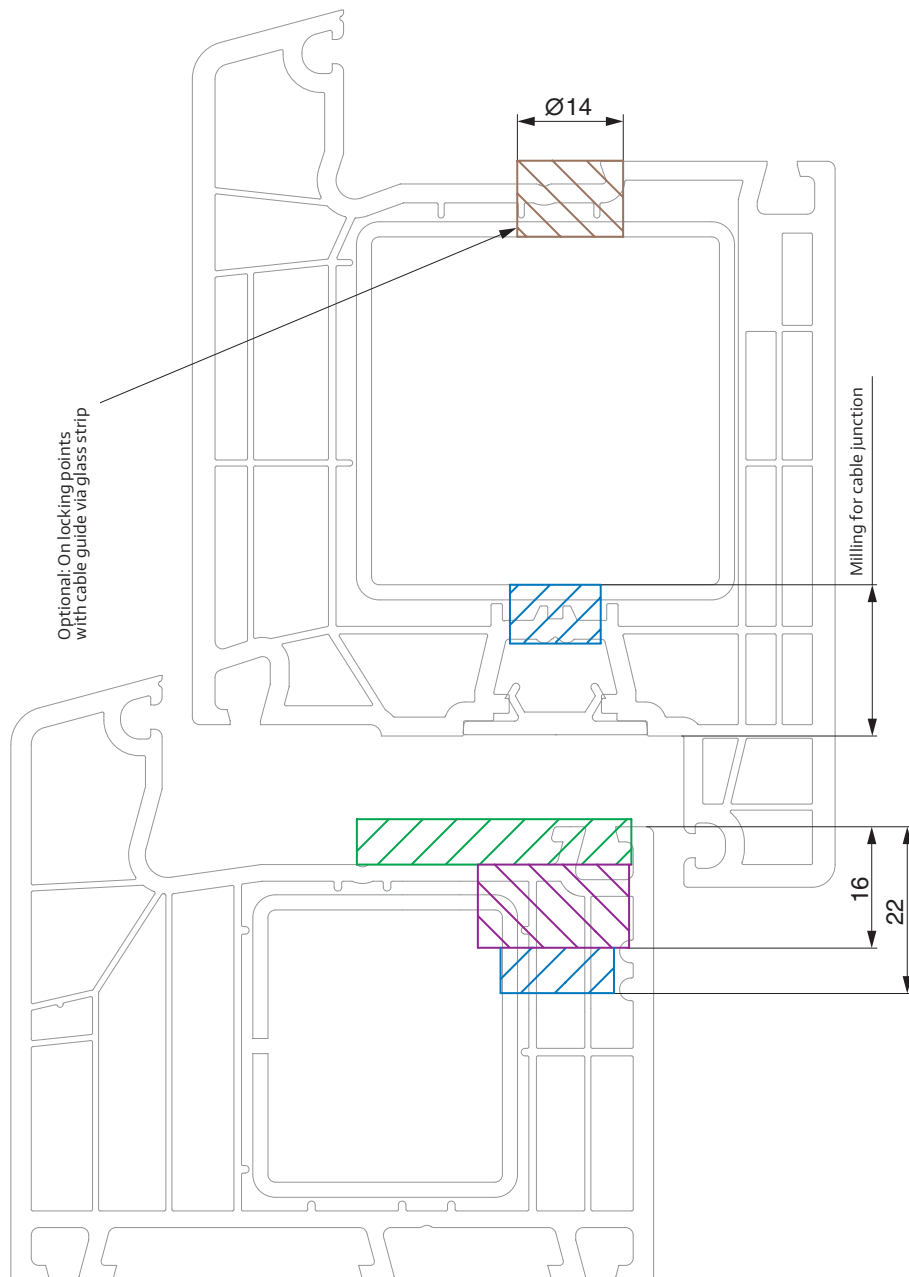 Ø14
Optional: On locking points
with cable guide via glass strip
Milling for cable junction
16
22